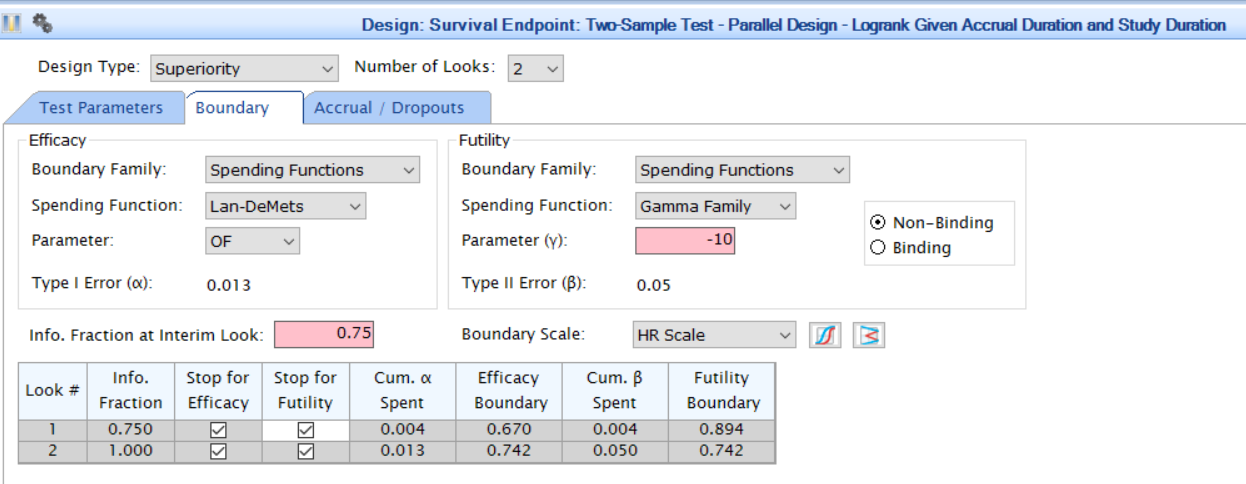 Design: Survival Endpoint: Two-Sample Test - Parallel Design - Logrank Given Accrual Duration and Study Duration
Design Type: Superiority Number of Looks: 2
Test Parameters Boundary Accrual / Dropouts
Efficacy Futility
Boundary Family: Spending Functions Boundary Family: Spending Functions
Spending Function: Lan-DeMets Spending Function: Gamma Family
Parameter: OF Parameter (γ): -10
Non-Binding
Binding
Type I Error (α): 0.013 Type II Error (β): 0.05
Info. Fraction at Interim Look: 0.75 Boundary Scale: HR Scale
Look # Info. Fraction Stop for Efficacy Stop for Futility Cum. α Spent Efficacy Boundary Cum. β Spent Futility Boundary
1 0.750 0.004 0.670 0.004 0.894
2 1.000 0.013 0.742 0.050 0.742